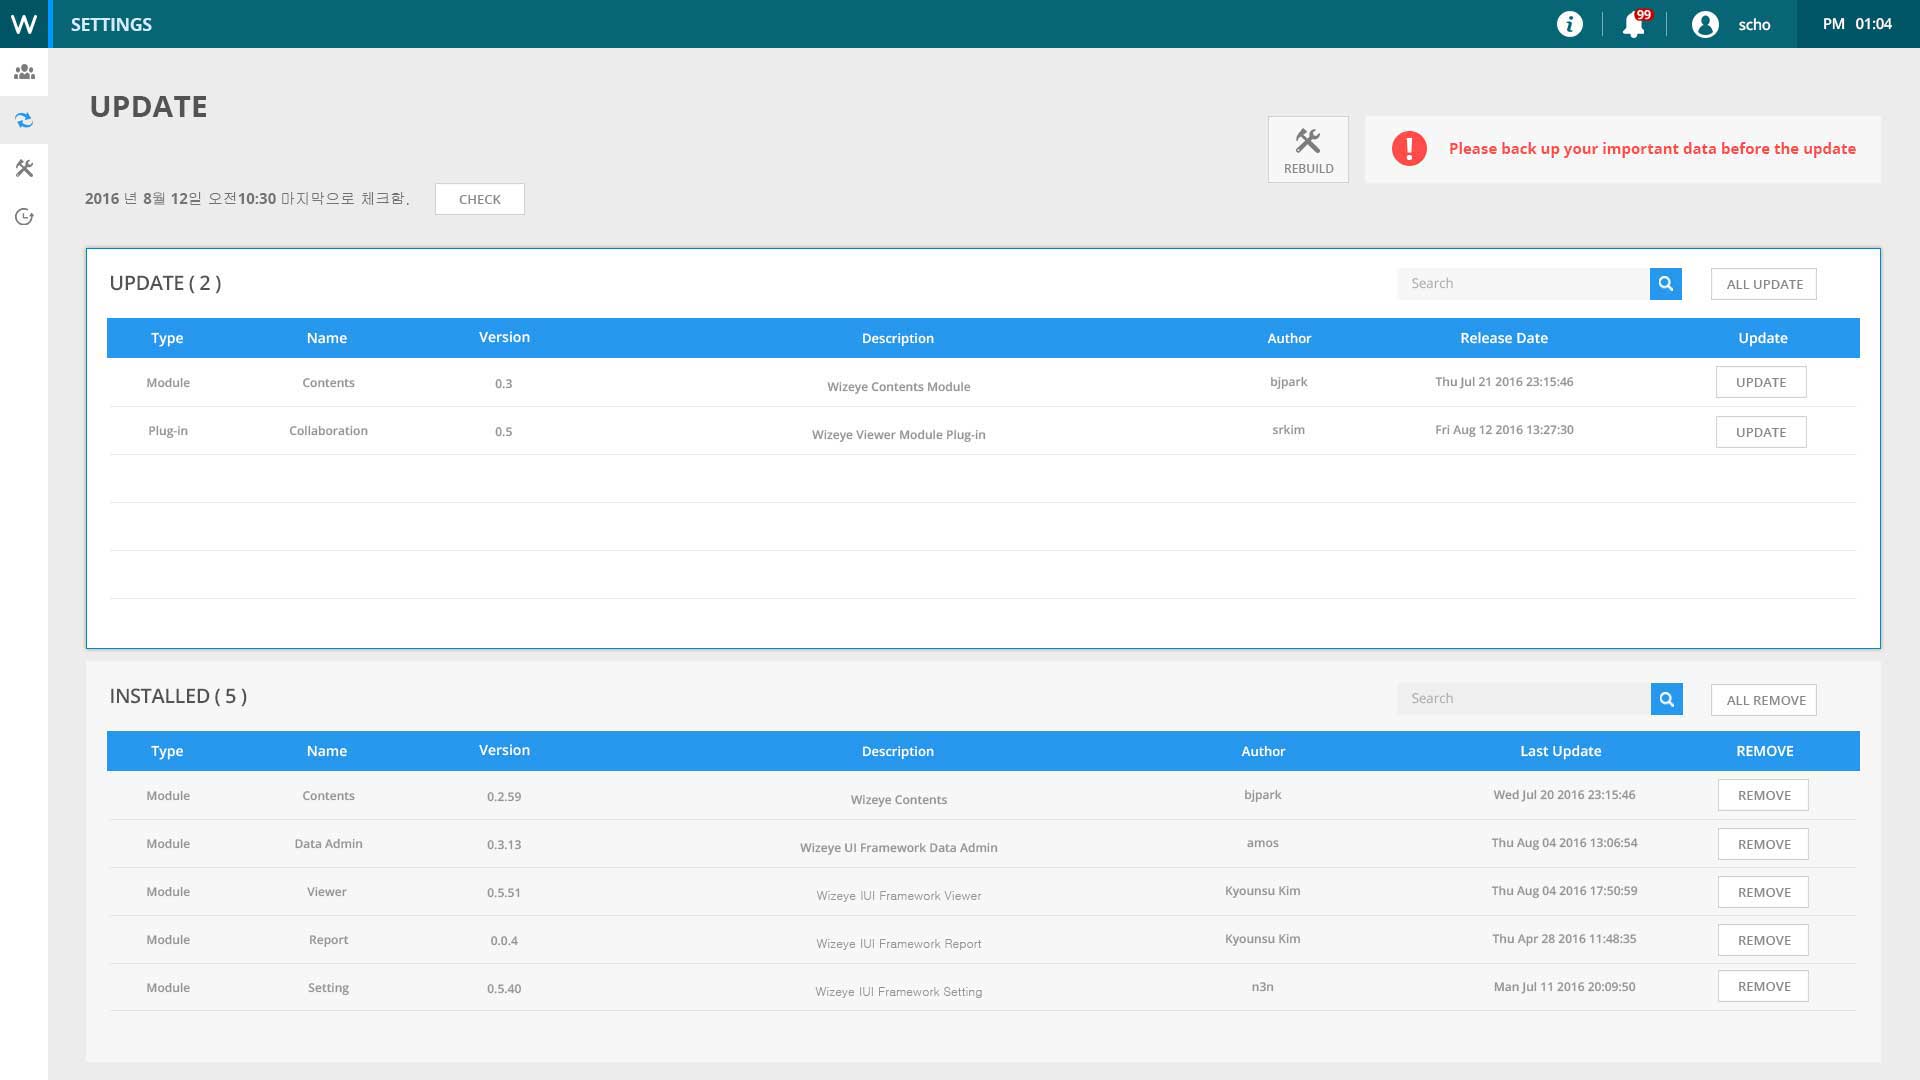 W SETTINGS 99 scho PM 01:04
UPDATE
REBUILD
Please back up your important data before the update
2016 년 8월 12일 오전10:30 마지막으로 체크함. CHECK
UPDATE ( 2 ) Search ALL UPDATE
Type Name Version Description Author Release Date Update
Module Contents 0.3 Wizeye Contents Module bjpark Thu Jul 21 2016 23:15:46 UPDATE
Plug-in Collaboration 0.5 Wizeye Viewer Module Plug-in srkim Fri Aug 12 2016 13:27:30 UPDATE
INSTALLED ( 5 ) Search ALL REMOVE
Type Name Version Description Author Last Update REMOVE
Module Contents 0.2.59 Wizeye Contents bjpark Wed Jul 20 2016 23:15:46 REMOVE
Module Data Admin 0.3.13 Wizeye UI Framework Data Admin amos Thu Aug 04 2016 13:06:54 REMOVE
Module Viewer 0.5.51 Wizeye IUI Framework Viewer Kyounsu Kim Thu Aug 04 2016 17:50:59 REMOVE
Module Report 0.0.4 Wizeye IUI Framework Report Kyounsu Kim Thu Apr 28 2016 11:48:35 REMOVE
Module Setting 0.5.40 Wizeye IUI Framework Setting n3n Man Jul 11 2016 20:09:50 REMOVE